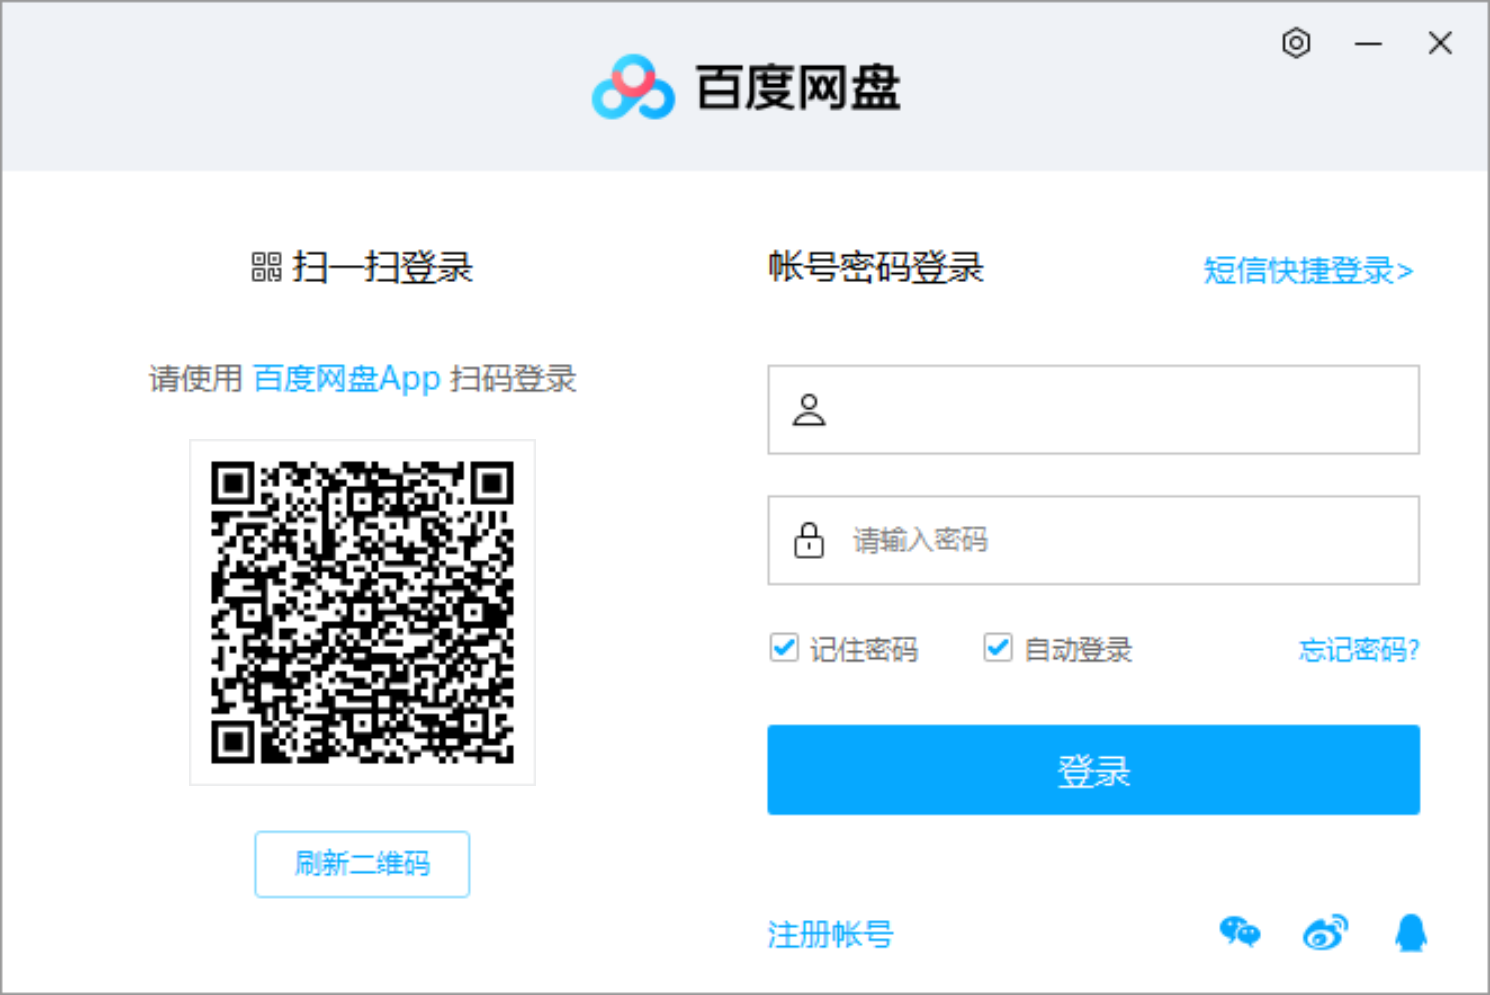 百度网盘
扫一扫登录
请使用 百度网盘App 扫码登录
刷新二维码
帐号密码登录
短信快捷登录>
请输入密码
记住密码
自动登录
忘记密码?
登录
注册帐号